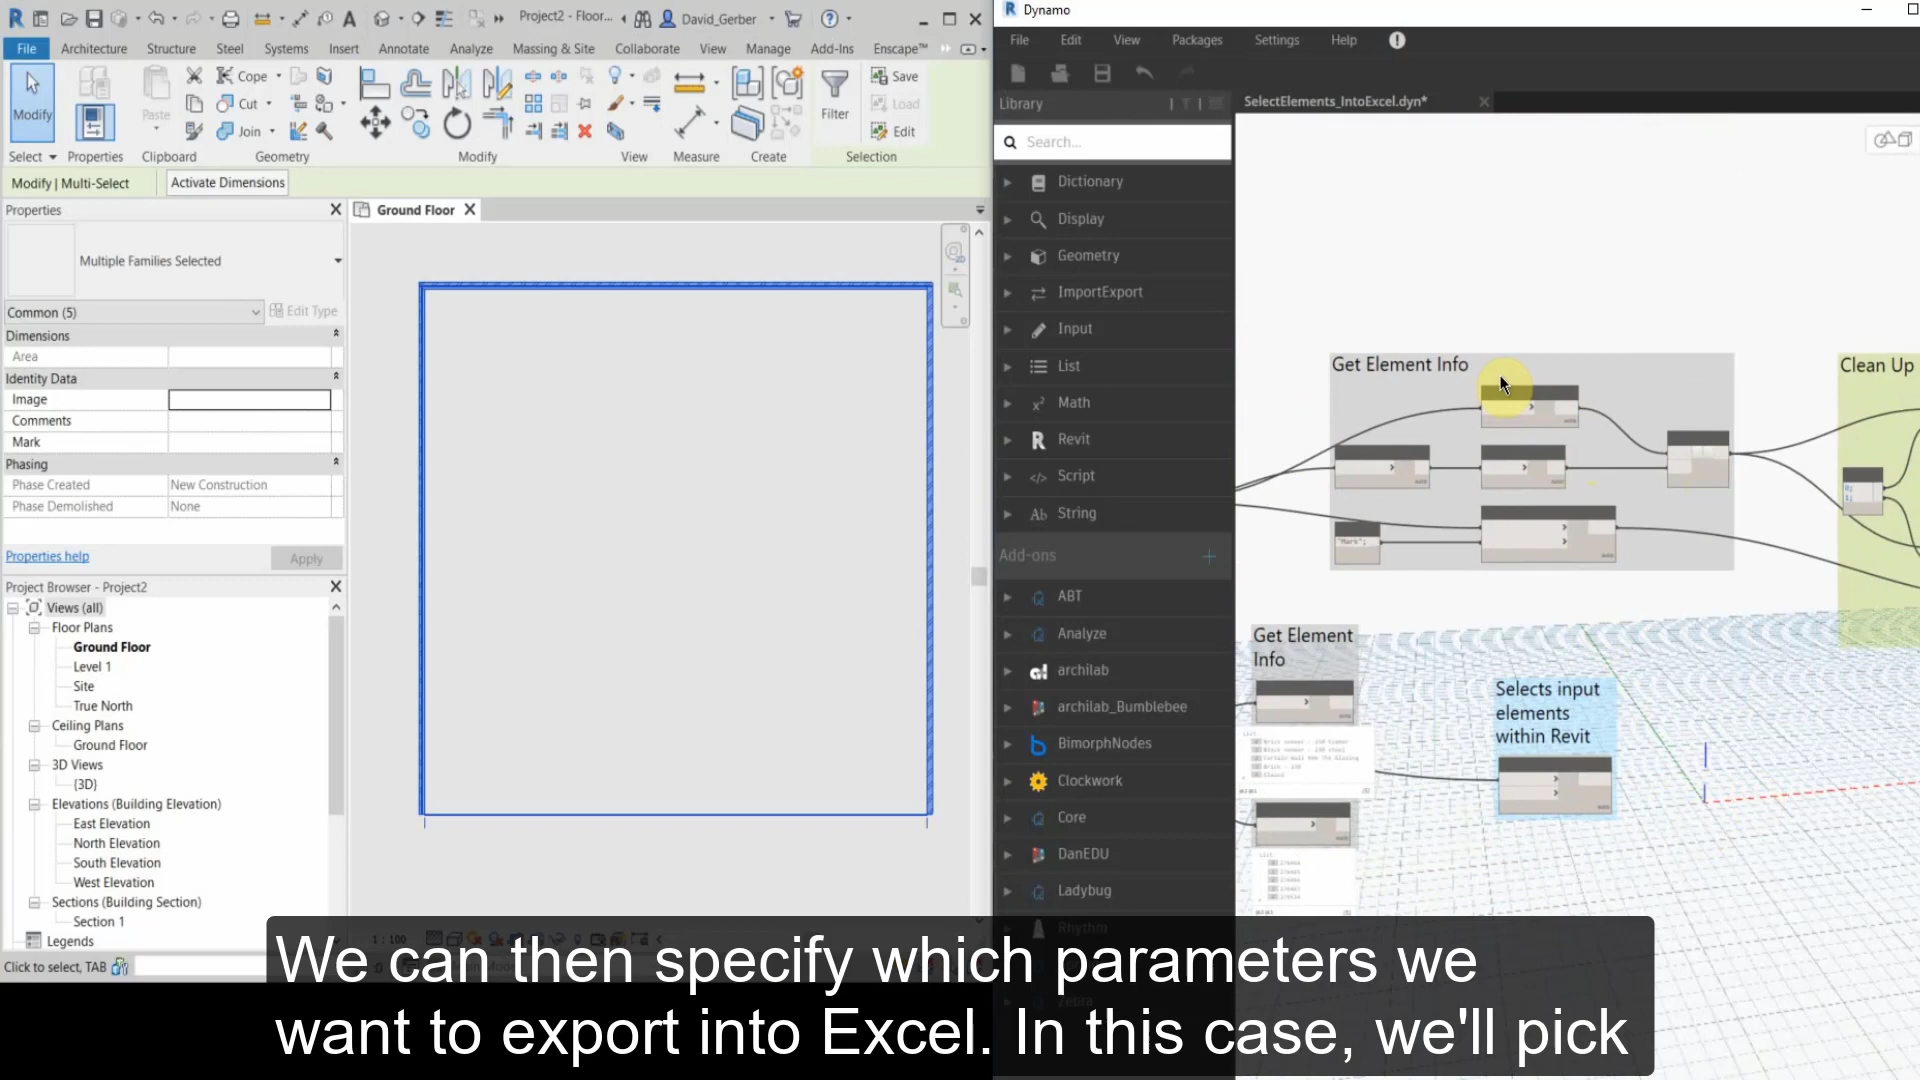 Project2 - Floor...
David_Gerber
File
Architecture
Structure
Steel
Systems
Insert
Annotate
Analyze
Massing & Site
Collaborate
View
Manage
Add-Ins
Enscape™
Modify
Select
Properties
Paste
Clipboard
Cope
Cut
Join
Geometry
Modify
View
Measure
Create
Filter
Save
Load
Edit
Selection
Modify | Multi-Select
Activate Dimensions
Properties
Multiple Families Selected
Common (5)
Edit Type
Dimensions
Area
Identity Data
Image
Comments
Mark
Phasing
Phase Created
New Construction
Phase Demolished
None
Properties help
Apply
Project Browser - Project2
Views (all)
Floor Plans
Ground Floor
Level 1
Site
True North
Ceiling Plans
Ground Floor
3D Views
{3D}
Elevations (Building Elevation)
East Elevation
North Elevation
South Elevation
West Elevation
Sections (Building Section)
Section 1
Legends
Click to select, TAB
Ground Floor
1 : 100
Dynamo
File
Edit
View
Packages
Settings
Help
Library
SelectElements_IntoExcel.dyn*
Search...
Dictionary
Display
Geometry
ImportExport
Input
List
Math
Revit
Script
String
Add-ons
ABT
Analyze
archilab
archilab_Bumblebee
BimorphNodes
Clockwork
Core
DanEDU
Ladybug
Rhythm
Zebra
Get Element Info
"Mark";
Clean Up
Get Element
Info
Selects input
elements
within Revit
We can then specify which parameters we
want to export into Excel. In this case, we'll pick